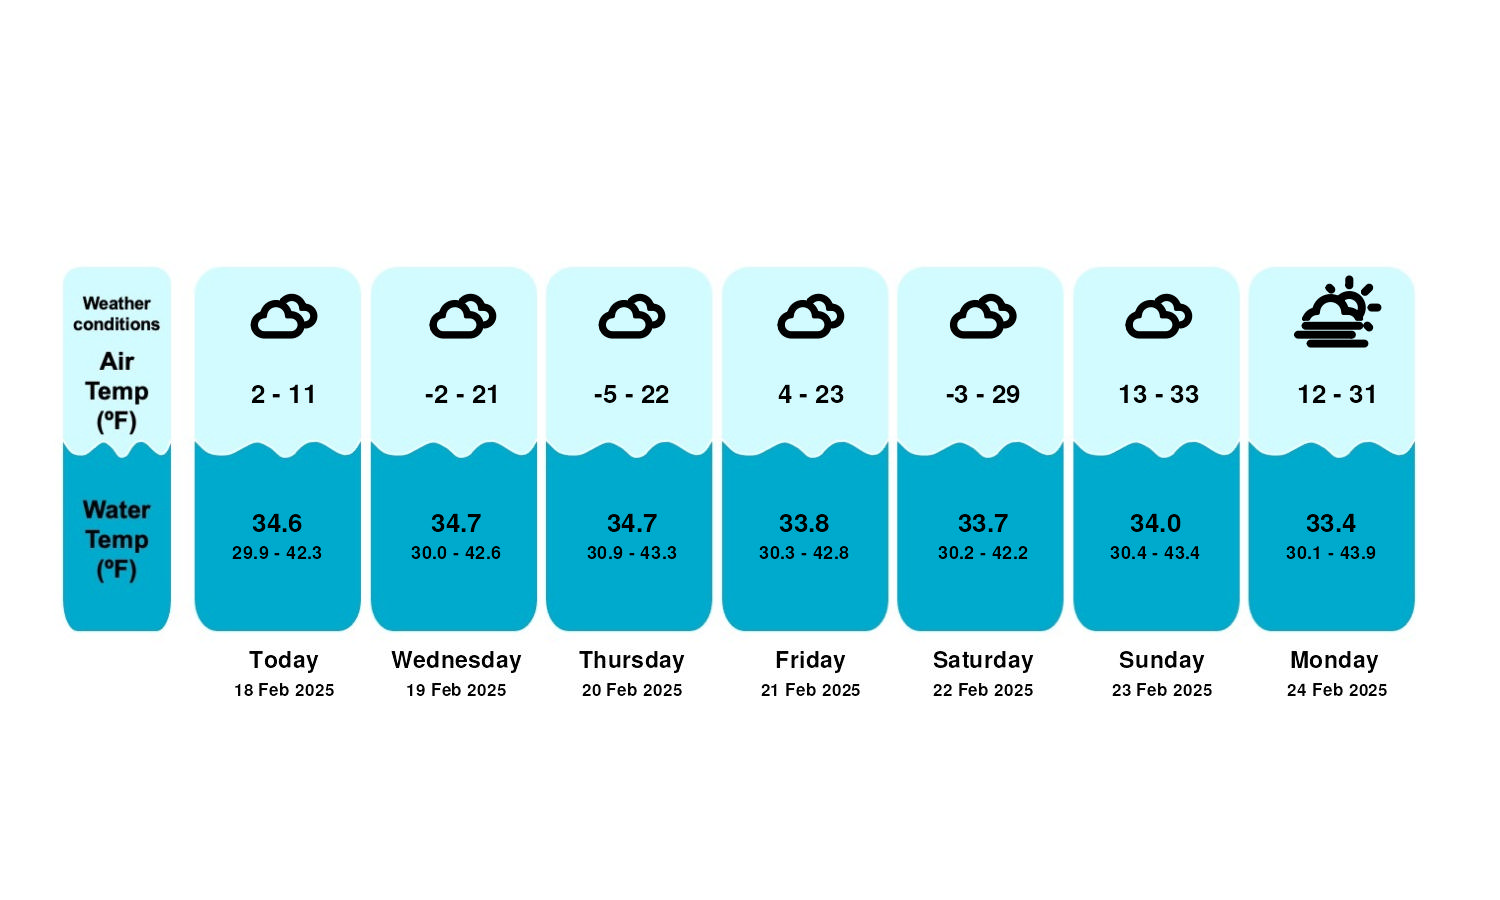 Weather
conditions
Air
Temp
(ºF)
Water
Temp
(ºF)
2 - 11
34.6
29.9 - 42.3
Today
18 Feb 2025
-2 - 21
34.7
30.0 - 42.6
Wednesday
19 Feb 2025
-5 - 22
34.7
30.9 - 43.3
Thursday
20 Feb 2025
4 - 23
33.8
30.3 - 42.8
Friday
21 Feb 2025
-3 - 29
33.7
30.2 - 42.2
Saturday
22 Feb 2025
13 - 33
34.0
30.4 - 43.4
Sunday
23 Feb 2025
12 - 31
33.4
30.1 - 43.9
Monday
24 Feb 2025